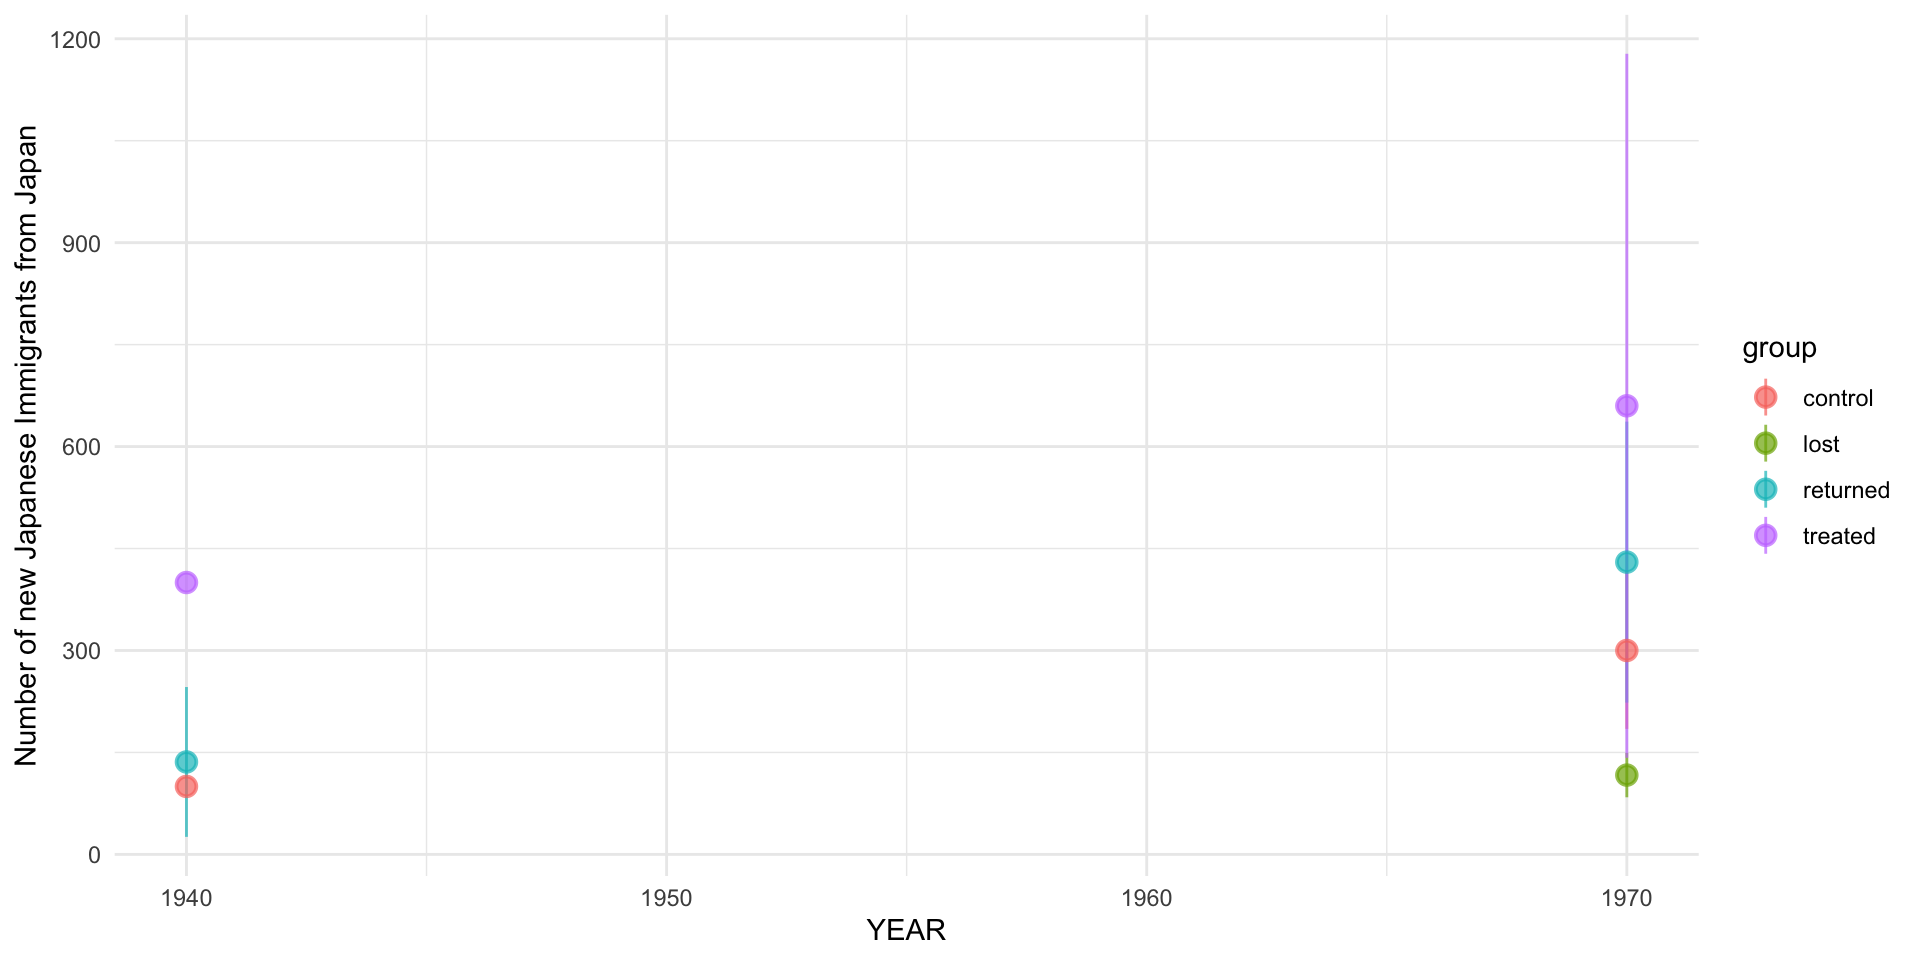 Number of new Japanese Immigrants from Japan
1200
900
600
300
0
1940 1950 1960 1970
YEAR
group
control
lost
returned
treated